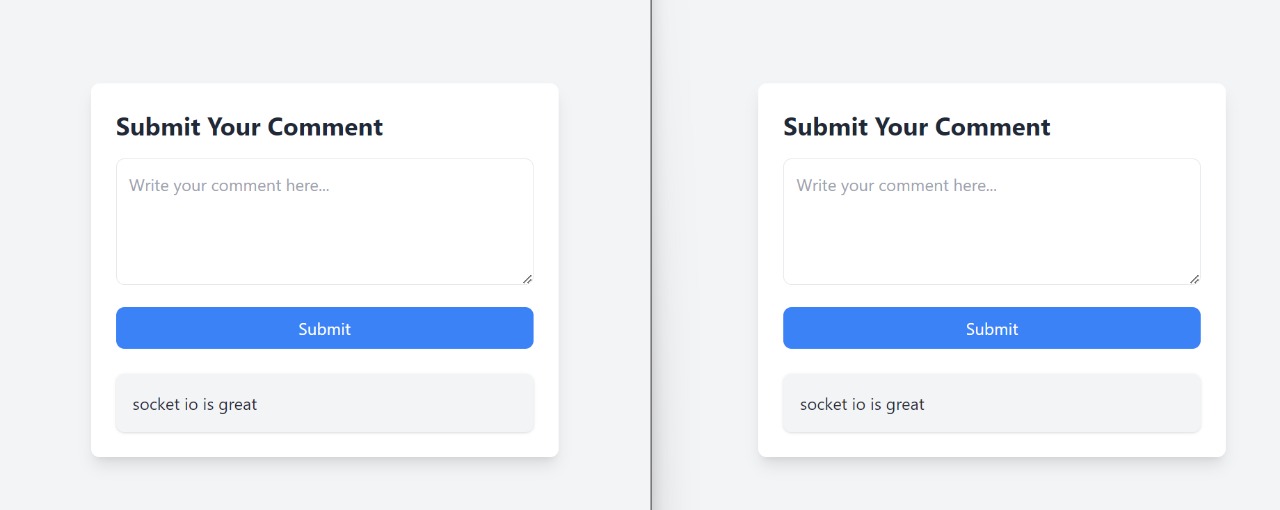 Submit Your Comment
Write your comment here...
Submit
socket io is great
Submit Your Comment
Write your comment here...
Submit
socket io is great